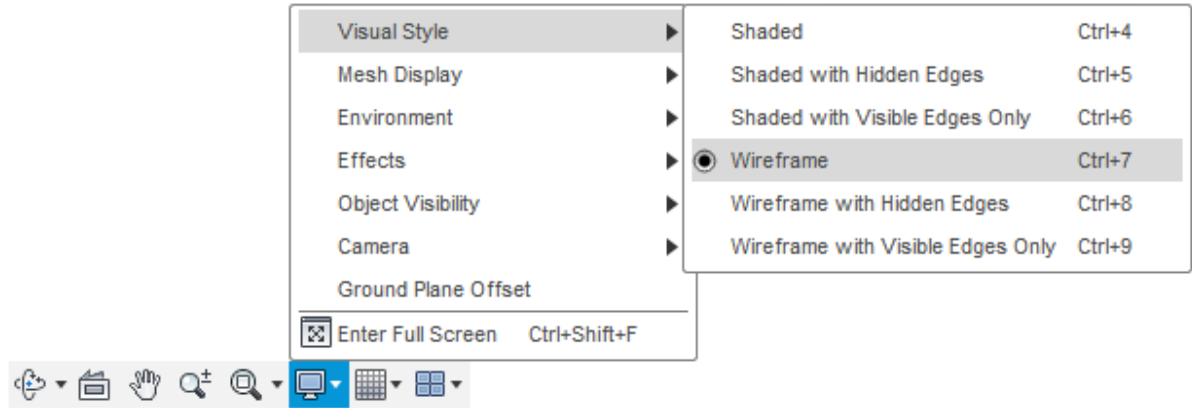 Visual Style
Mesh Display
Environment
Effects
Object Visibility
Camera
Ground Plane Offset
Enter Full Screen Ctrl+Shift+F
Shaded Ctrl+4
Shaded with Hidden Edges Ctrl+5
Shaded with Visible Edges Only Ctrl+6
Wireframe Ctrl+7
Wireframe with Hidden Edges Ctrl+8
Wireframe with Visible Edges Only Ctrl+9